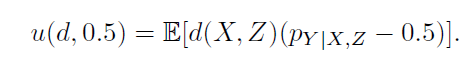 u(d, 0.5) = 𝔼[d(X, Z)(p_{Y|X,Z} − 0.5)].